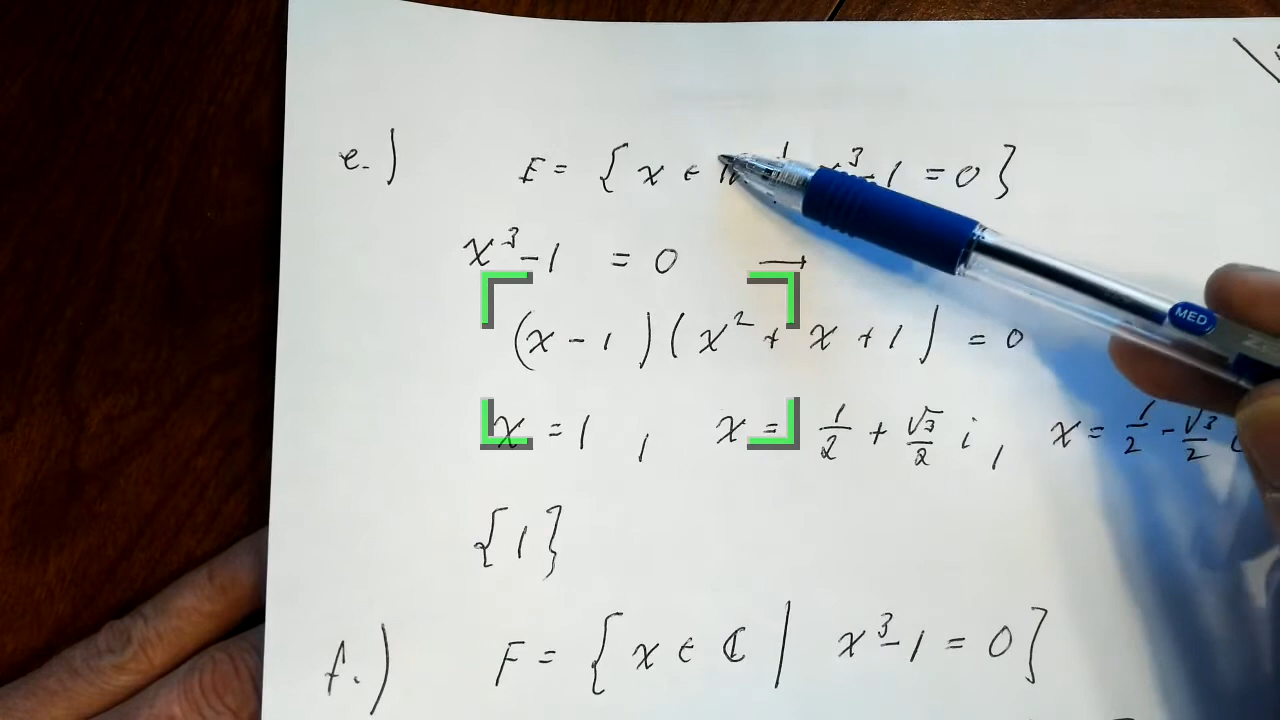 e.) E = { x ∈ x³-1 = 0 }
x³-1 = 0 →
(x - 1)(x² + x + 1) = 0
x = 1, x = 1/2 + √3/2 i, x = 1/2 - √3/2 i
{1}
f.) F = { x ∈ ℂ | x³-1 = 0 }
MED